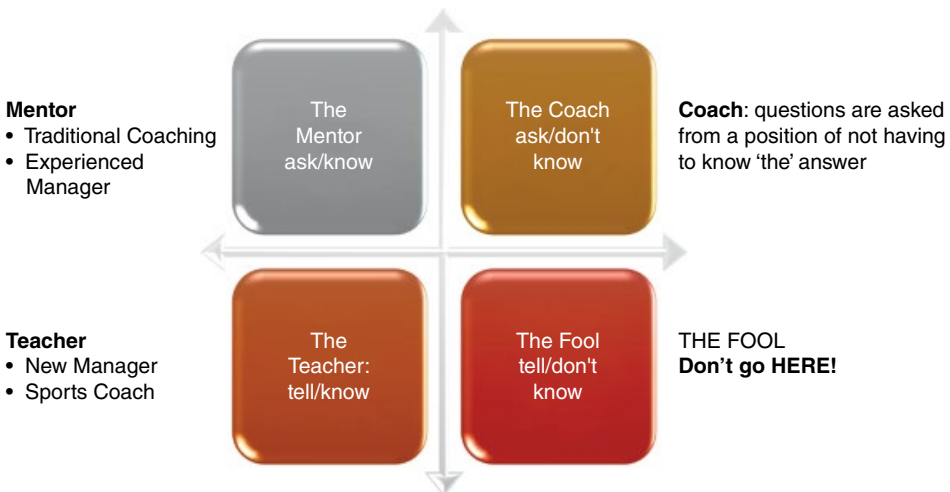 Mentor
• Traditional Coaching
• Experienced
Manager
The
Mentor
ask/know
The Coach
ask/don't
know
Coach: questions are asked
from a position of not having
to know ‘the’ answer
Teacher
• New Manager
• Sports Coach
The
Teacher:
tell/know
The Fool
tell/don't
know
THE FOOL
Don’t go HERE!